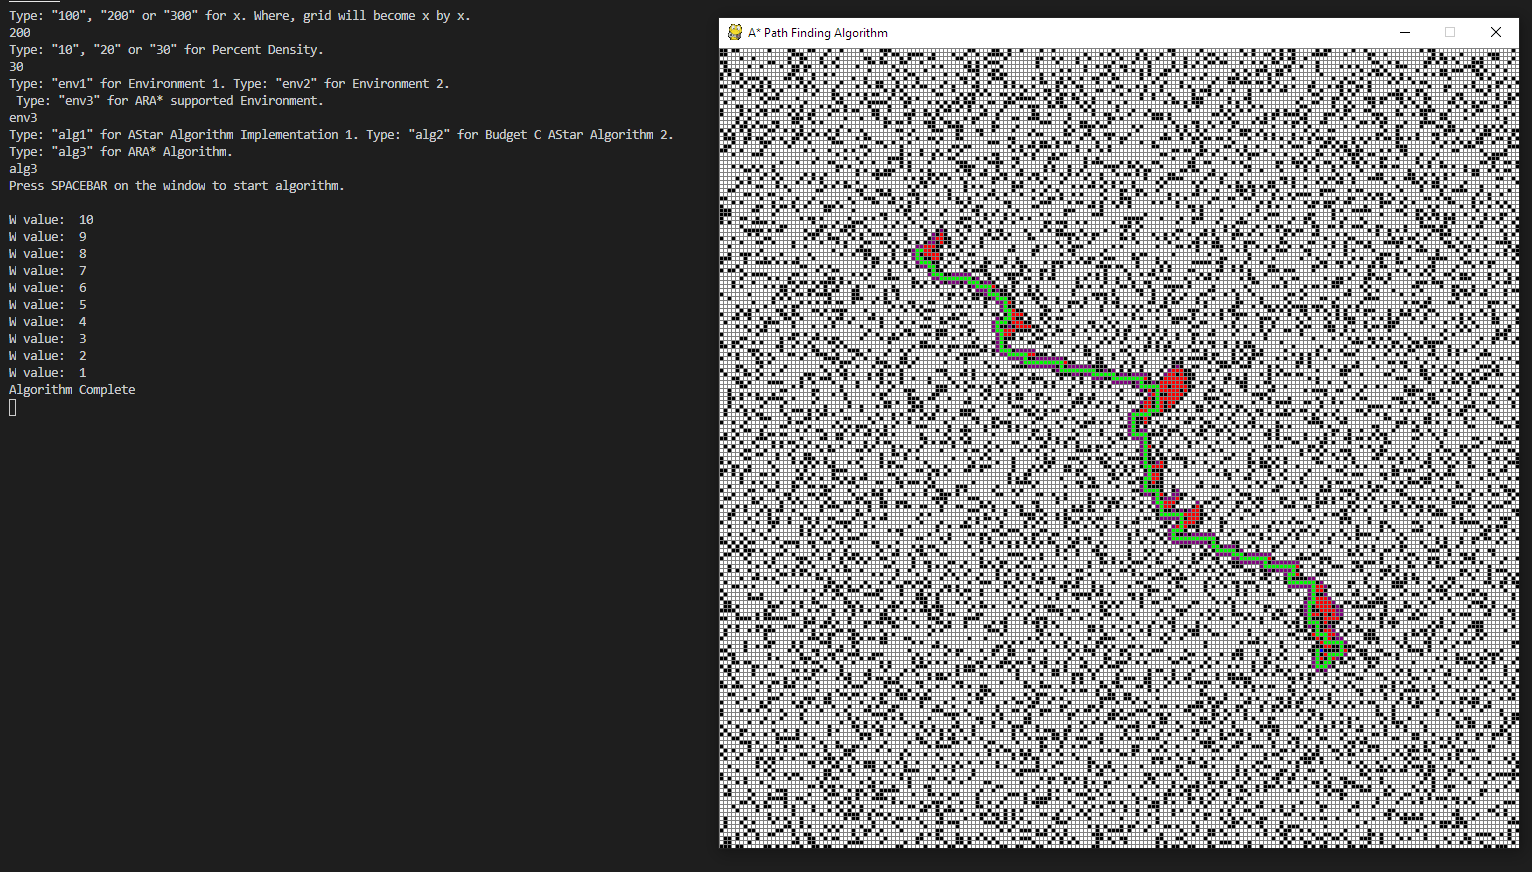 Type: "100", "200" or "300" for x. Where, grid will become x by x.
200
Type: "10", "20" or "30" for Percent Density.
30
Type: "env1" for Environment 1. Type: "env2" for Environment 2.
Type: "env3" for ARA* supported Environment.
env3
Type: "alg1" for AStar Algorithm Implementation 1. Type: "alg2" for Budget C AStar Algorithm 2.
Type: "alg3" for ARA* Algorithm.
alg3
Press SPACEBAR on the window to start algorithm.
W value:  10
W value:  9
W value:  8
W value:  7
W value:  6
W value:  5
W value:  4
W value:  3
W value:  2
W value:  1
Algorithm Complete
A* Path Finding Algorithm